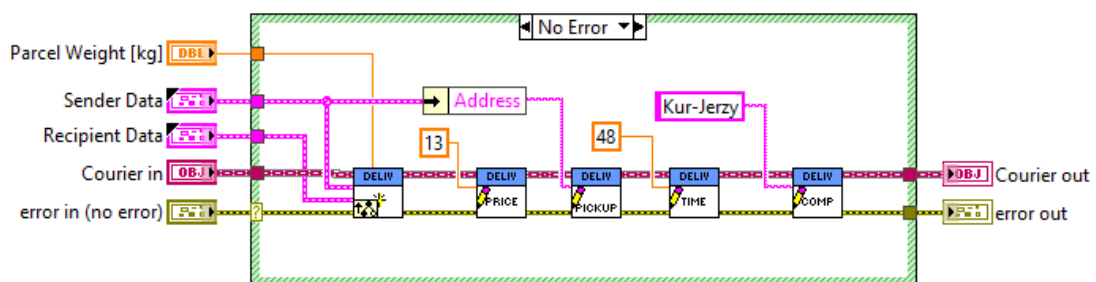 No Error
Parcel Weight [kg]
DBL
Sender Data
Address
Kur-Jerzy
Recipient Data
13
48
Courier in
OBJ
DELIV
DELIV
PRICE
DELIV
PICKUP
DELIV
TIME
DELIV
COMP
OBJ
Courier out
error in (no error)
?
error out